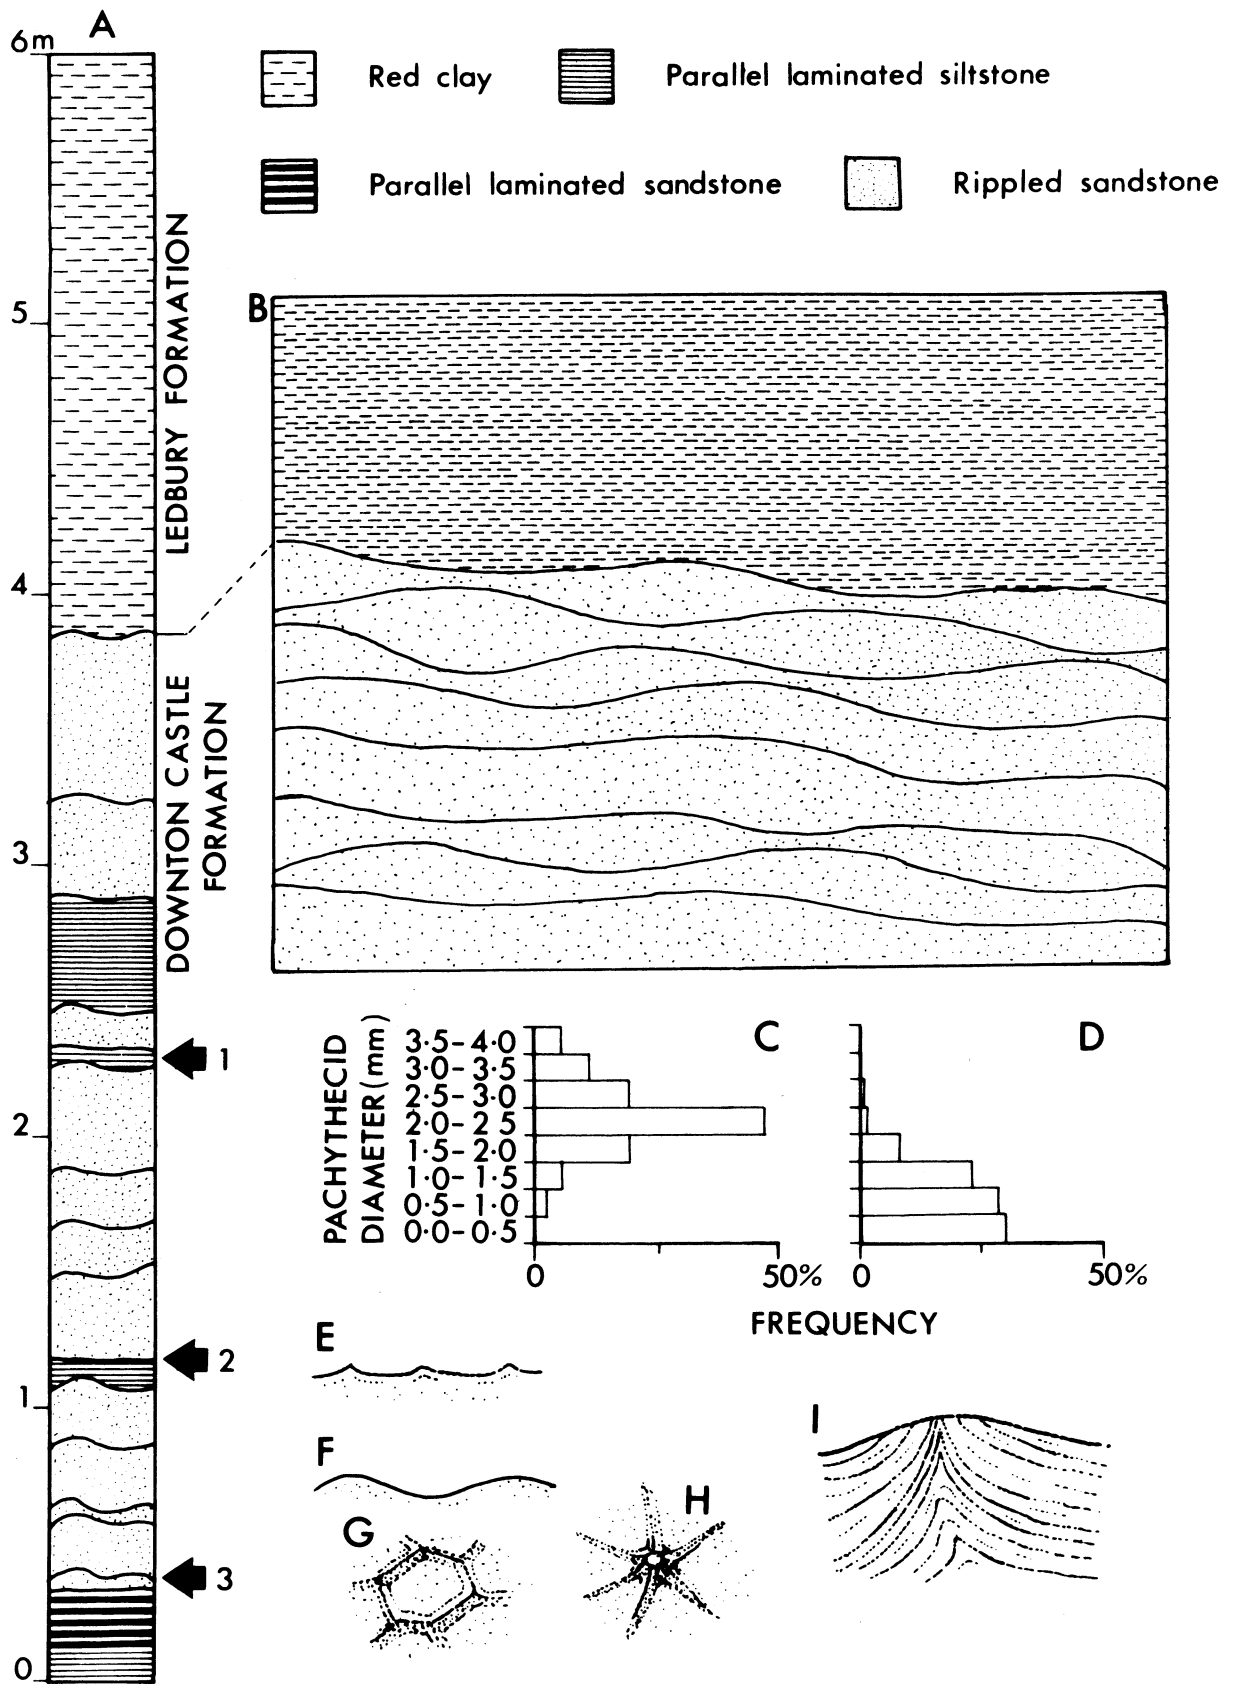 A
6m
Red clay
Parallel laminated siltstone
Parallel laminated sandstone
Rippled sandstone
LEDBURY FORMATION
B
5
4
DOWNTON CASTLE
FORMATION
3
1
2
2
1
3
0
PACHYTHECID
DIAMETER (mm)
3·5-4·0
3·0-3·5
2·5-3·0
2·0-2 5
1·5-2·0
1·0-1·5
0·5-1·0
0·0-0·5
C
D
0
50%
0
50%
FREQUENCY
E
F
G
H
I